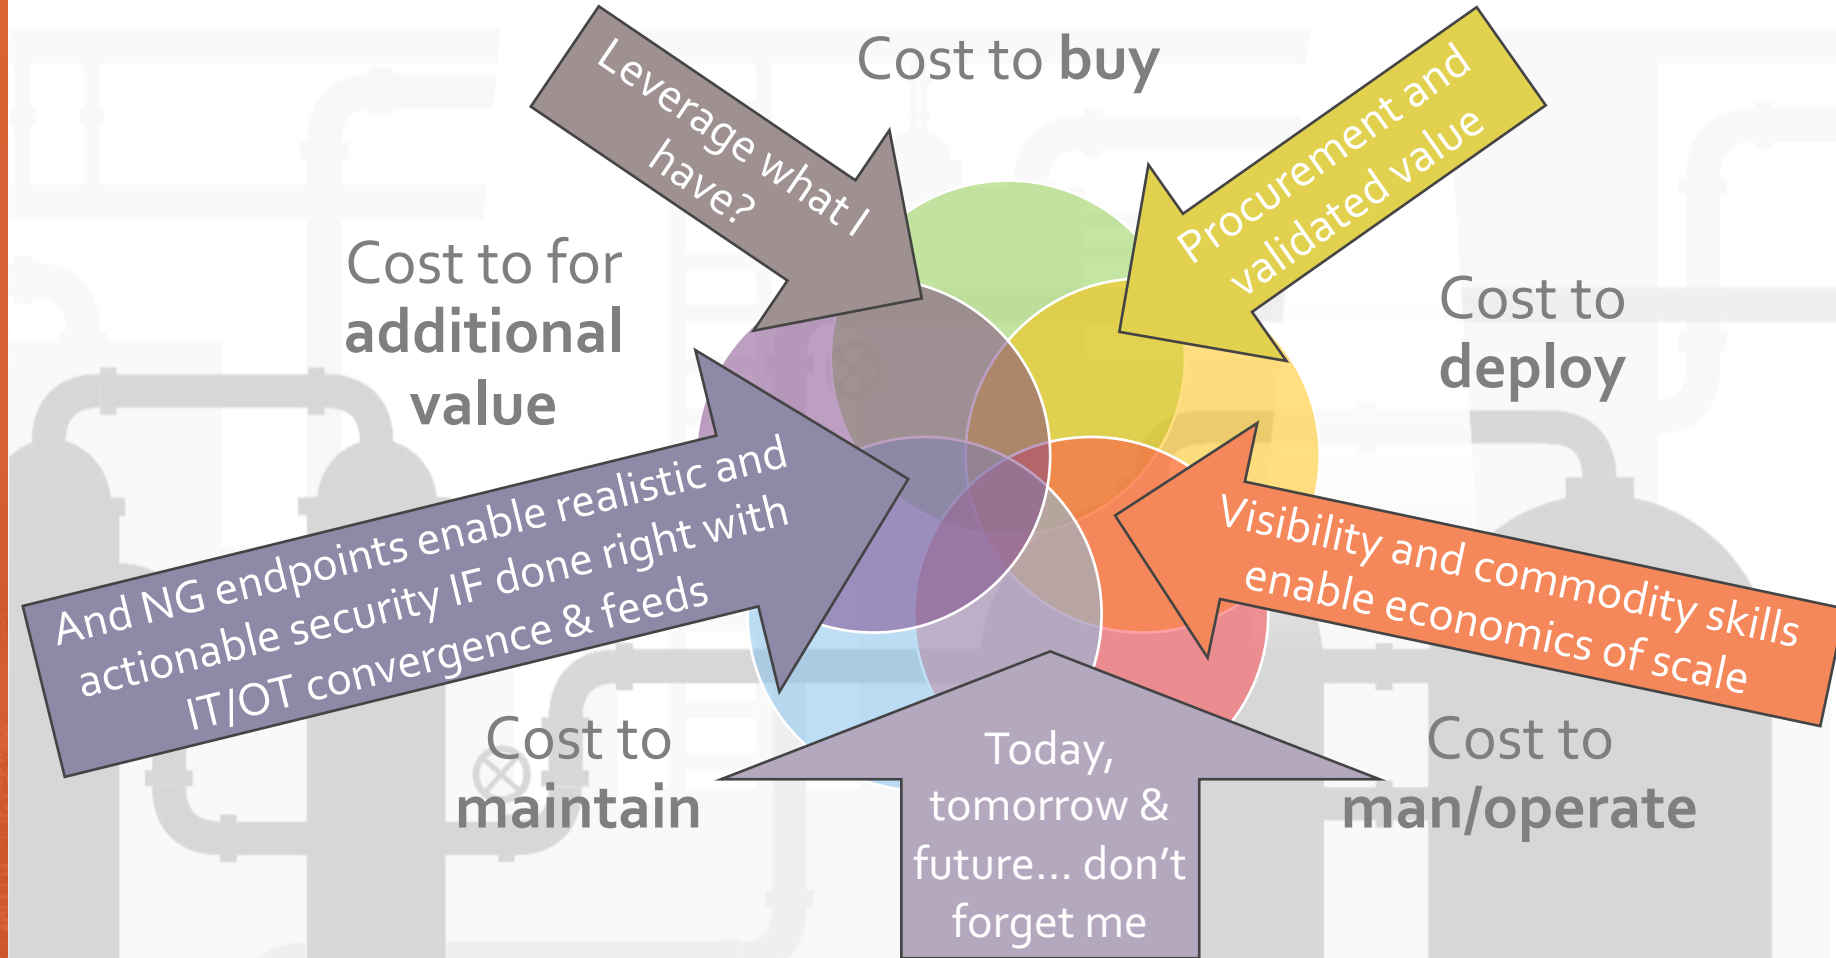 Cost to buy
Leverage what I
have?
Procurement and
validated value
Cost to for
additional
value
Cost to
deploy
And NG endpoints enable realistic and
actionable security IF done right with
IT/OT convergence & feeds
Visibility and commodity skills
enable economics of scale
Cost to
maintain
Today,
tomorrow &
future... don't
forget me
Cost to
man/operate